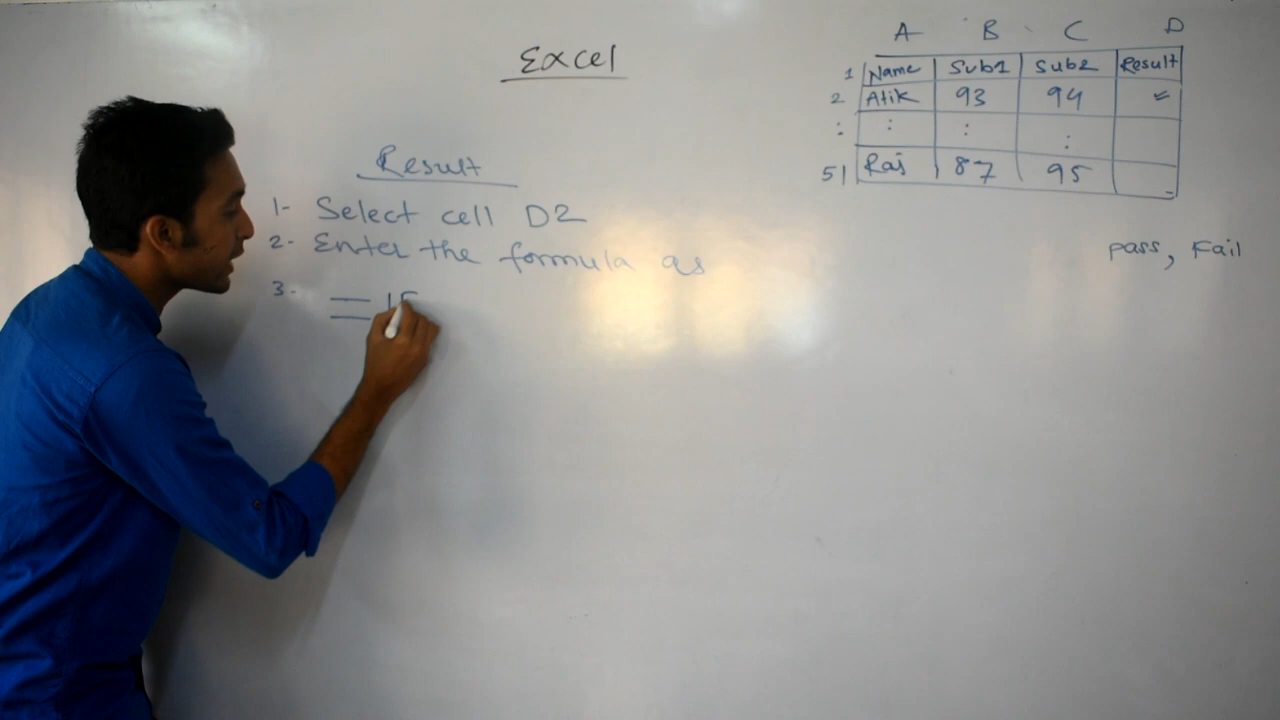 Excel
A B C D
1 Name Sub1 Sub2 Result
2 Atik 93 94
: : : :
51 Raj 87 95
Result
1- Select cell D2
2- Enter the formula as
3- =
pass, Fail